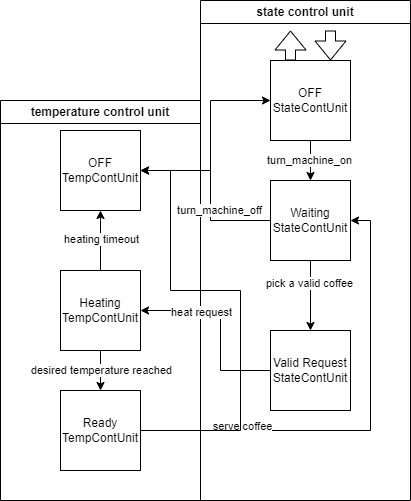 state control unit
temperature control unit
OFF
StateContUnit
OFF
TempContUnit
turn_machine_on
turn_machine_off
Waiting
StateContUnit
heating timeout
pick a valid coffee
Heating
TempContUnit
heat request
Valid Request
StateContUnit
desired temperature reached
Ready
TempContUnit
serve coffee